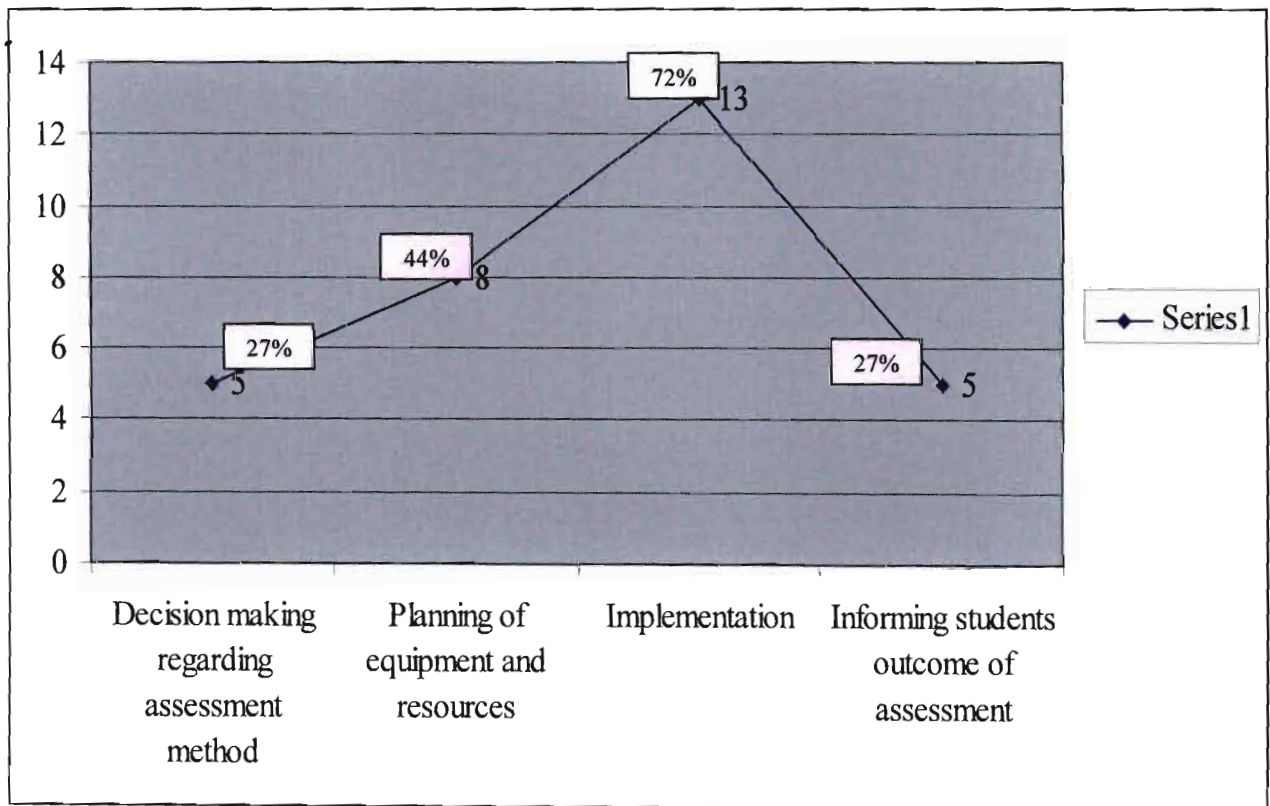 14
12
10
8
6
4
2
0
72%
13
44%
8
27%
5
27%
5
Series1
Decision making
regarding
assessment
method
Planning of
equipment and
resources
Implementation
Informing students
outcome of
assessment